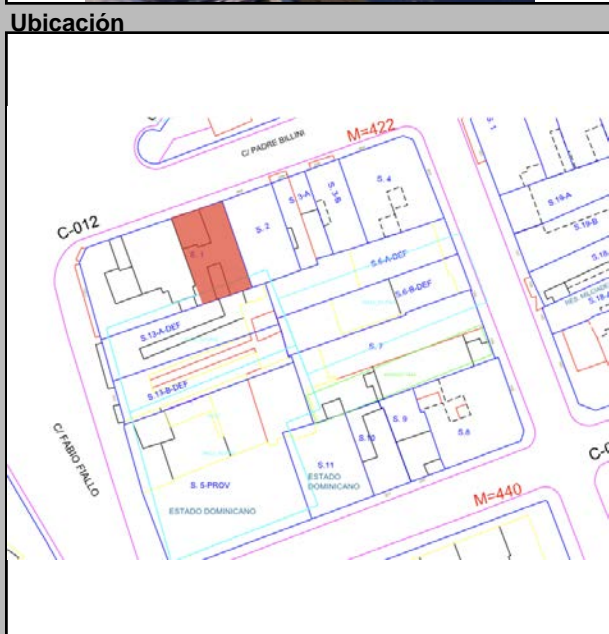 Ubicación
C/ PADRE BILLINI
M=422
C-012
S. 1
S. 2
S. 3-A
S. 3-B
S. 4
S.6-A-DEF
S.6-B-DEF
S. 7
S.13-A-DEF
S.13-B-DEF
S. 5-PROV
ESTADO DOMINICANO
S.11
ESTADO
DOMINICANO
S.10
S. 9
S.8
C/ FABIO FIALLO
M=440
S.19-A
S.19-B
S.18-